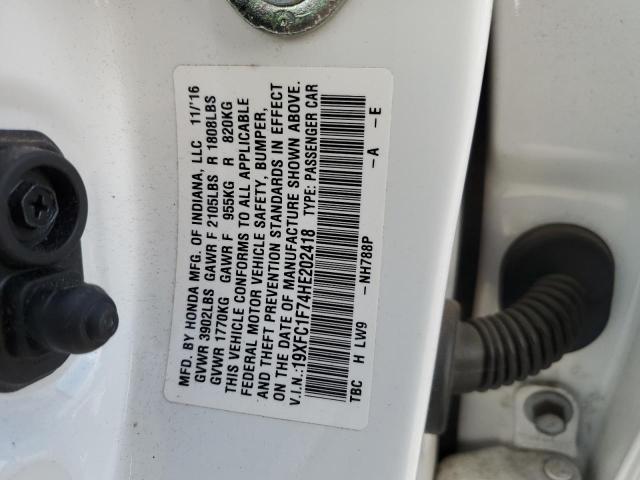 MFD. BY HONDA MFG. OF INDIANA, LLC 11/'16
GVWR 3902LBS GAWR F 2105LBS R 1808LBS
GVWR 1770KG GAWR F 955KG R 820KG
THIS VEHICLE CONFORMS TO ALL APPLICABLE
FEDERAL MOTOR VEHICLE SAFETY, BUMPER,
AND THEFT PREVENTION STANDARDS IN EFFECT
ON THE DATE OF MANUFACTURE SHOWN ABOVE.
V.I.N.:19XFC1F74HE202418 TYPE: PASSENGER CAR
TBC H LW9 -NH788P -A -E